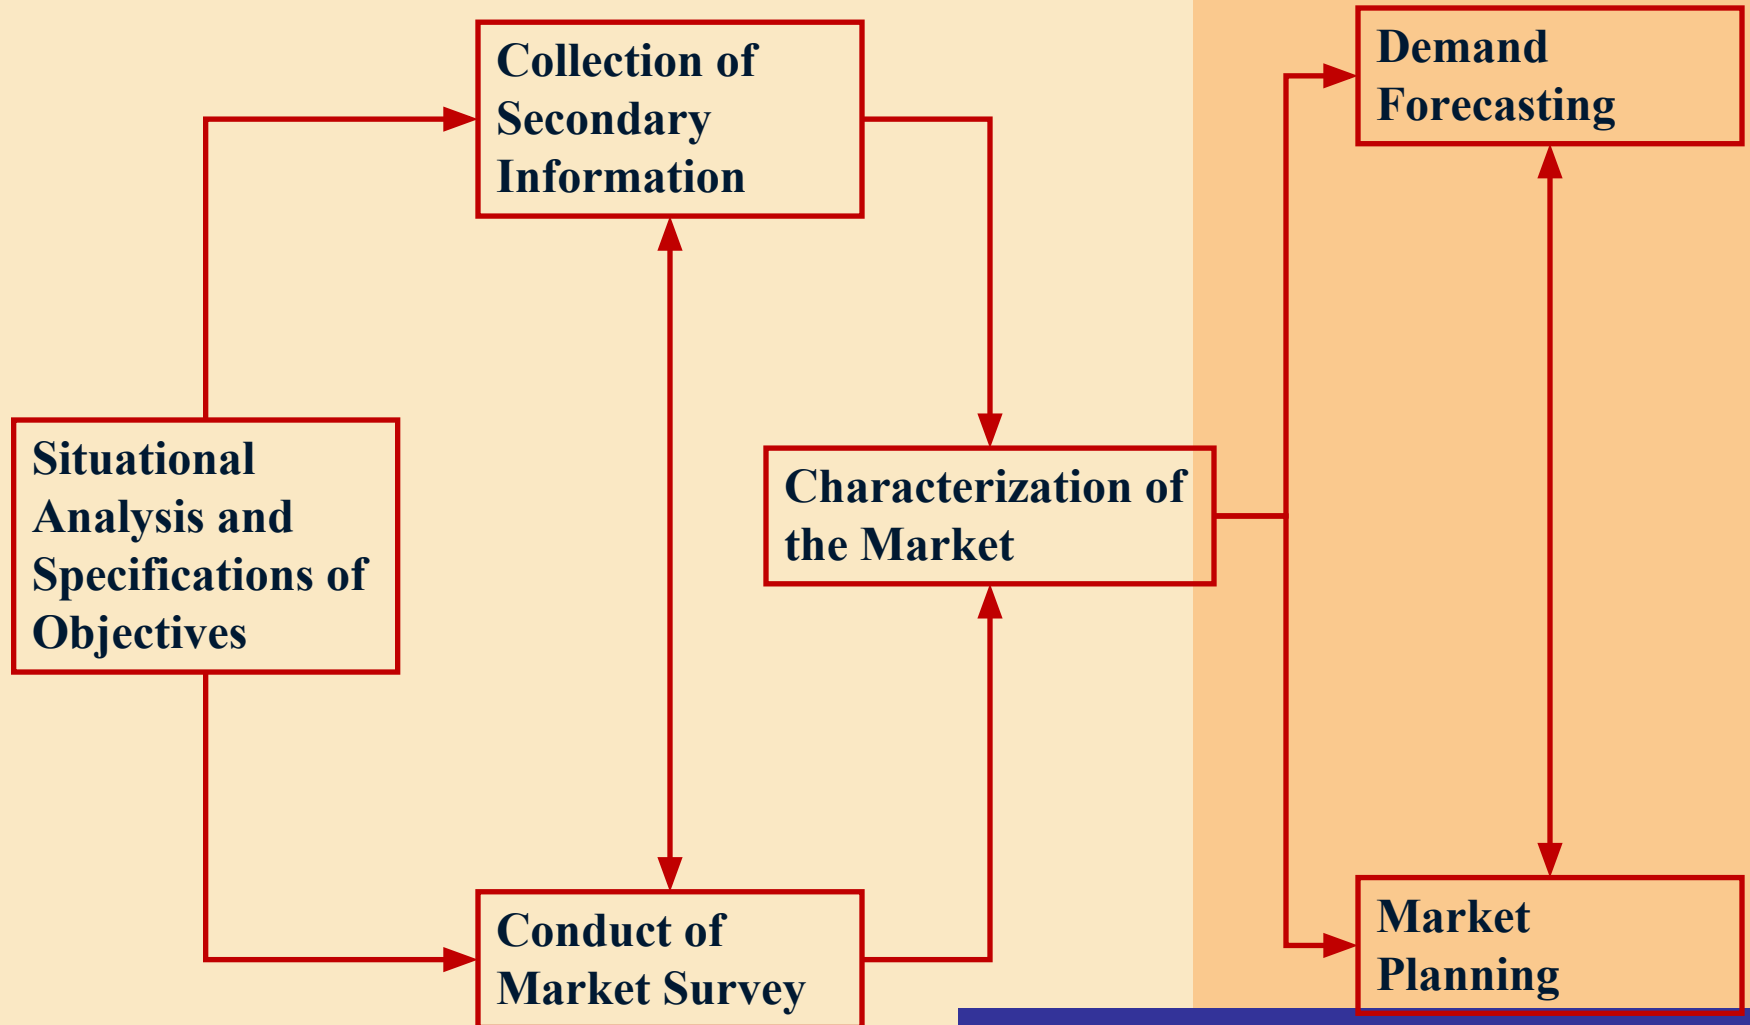 Collection of
Secondary
Information
Demand
Forecasting
Situational
Analysis and
Specifications of
Objectives
Characterization of
the Market
Conduct of
Market Survey
Market
Planning